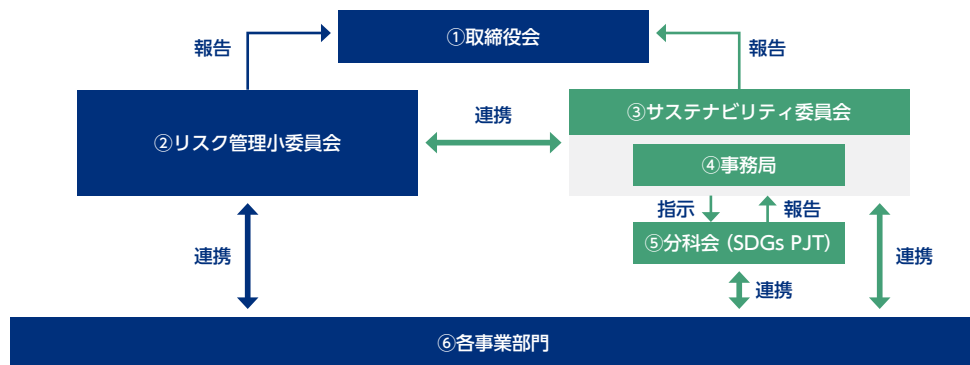 ①取締役会
報告
報告
②リスク管理小委員会
連携
③サステナビリティ委員会
④事務局
指示
報告
⑤分科会 (SDGs PJT)
連携
連携
連携
⑥各事業部門